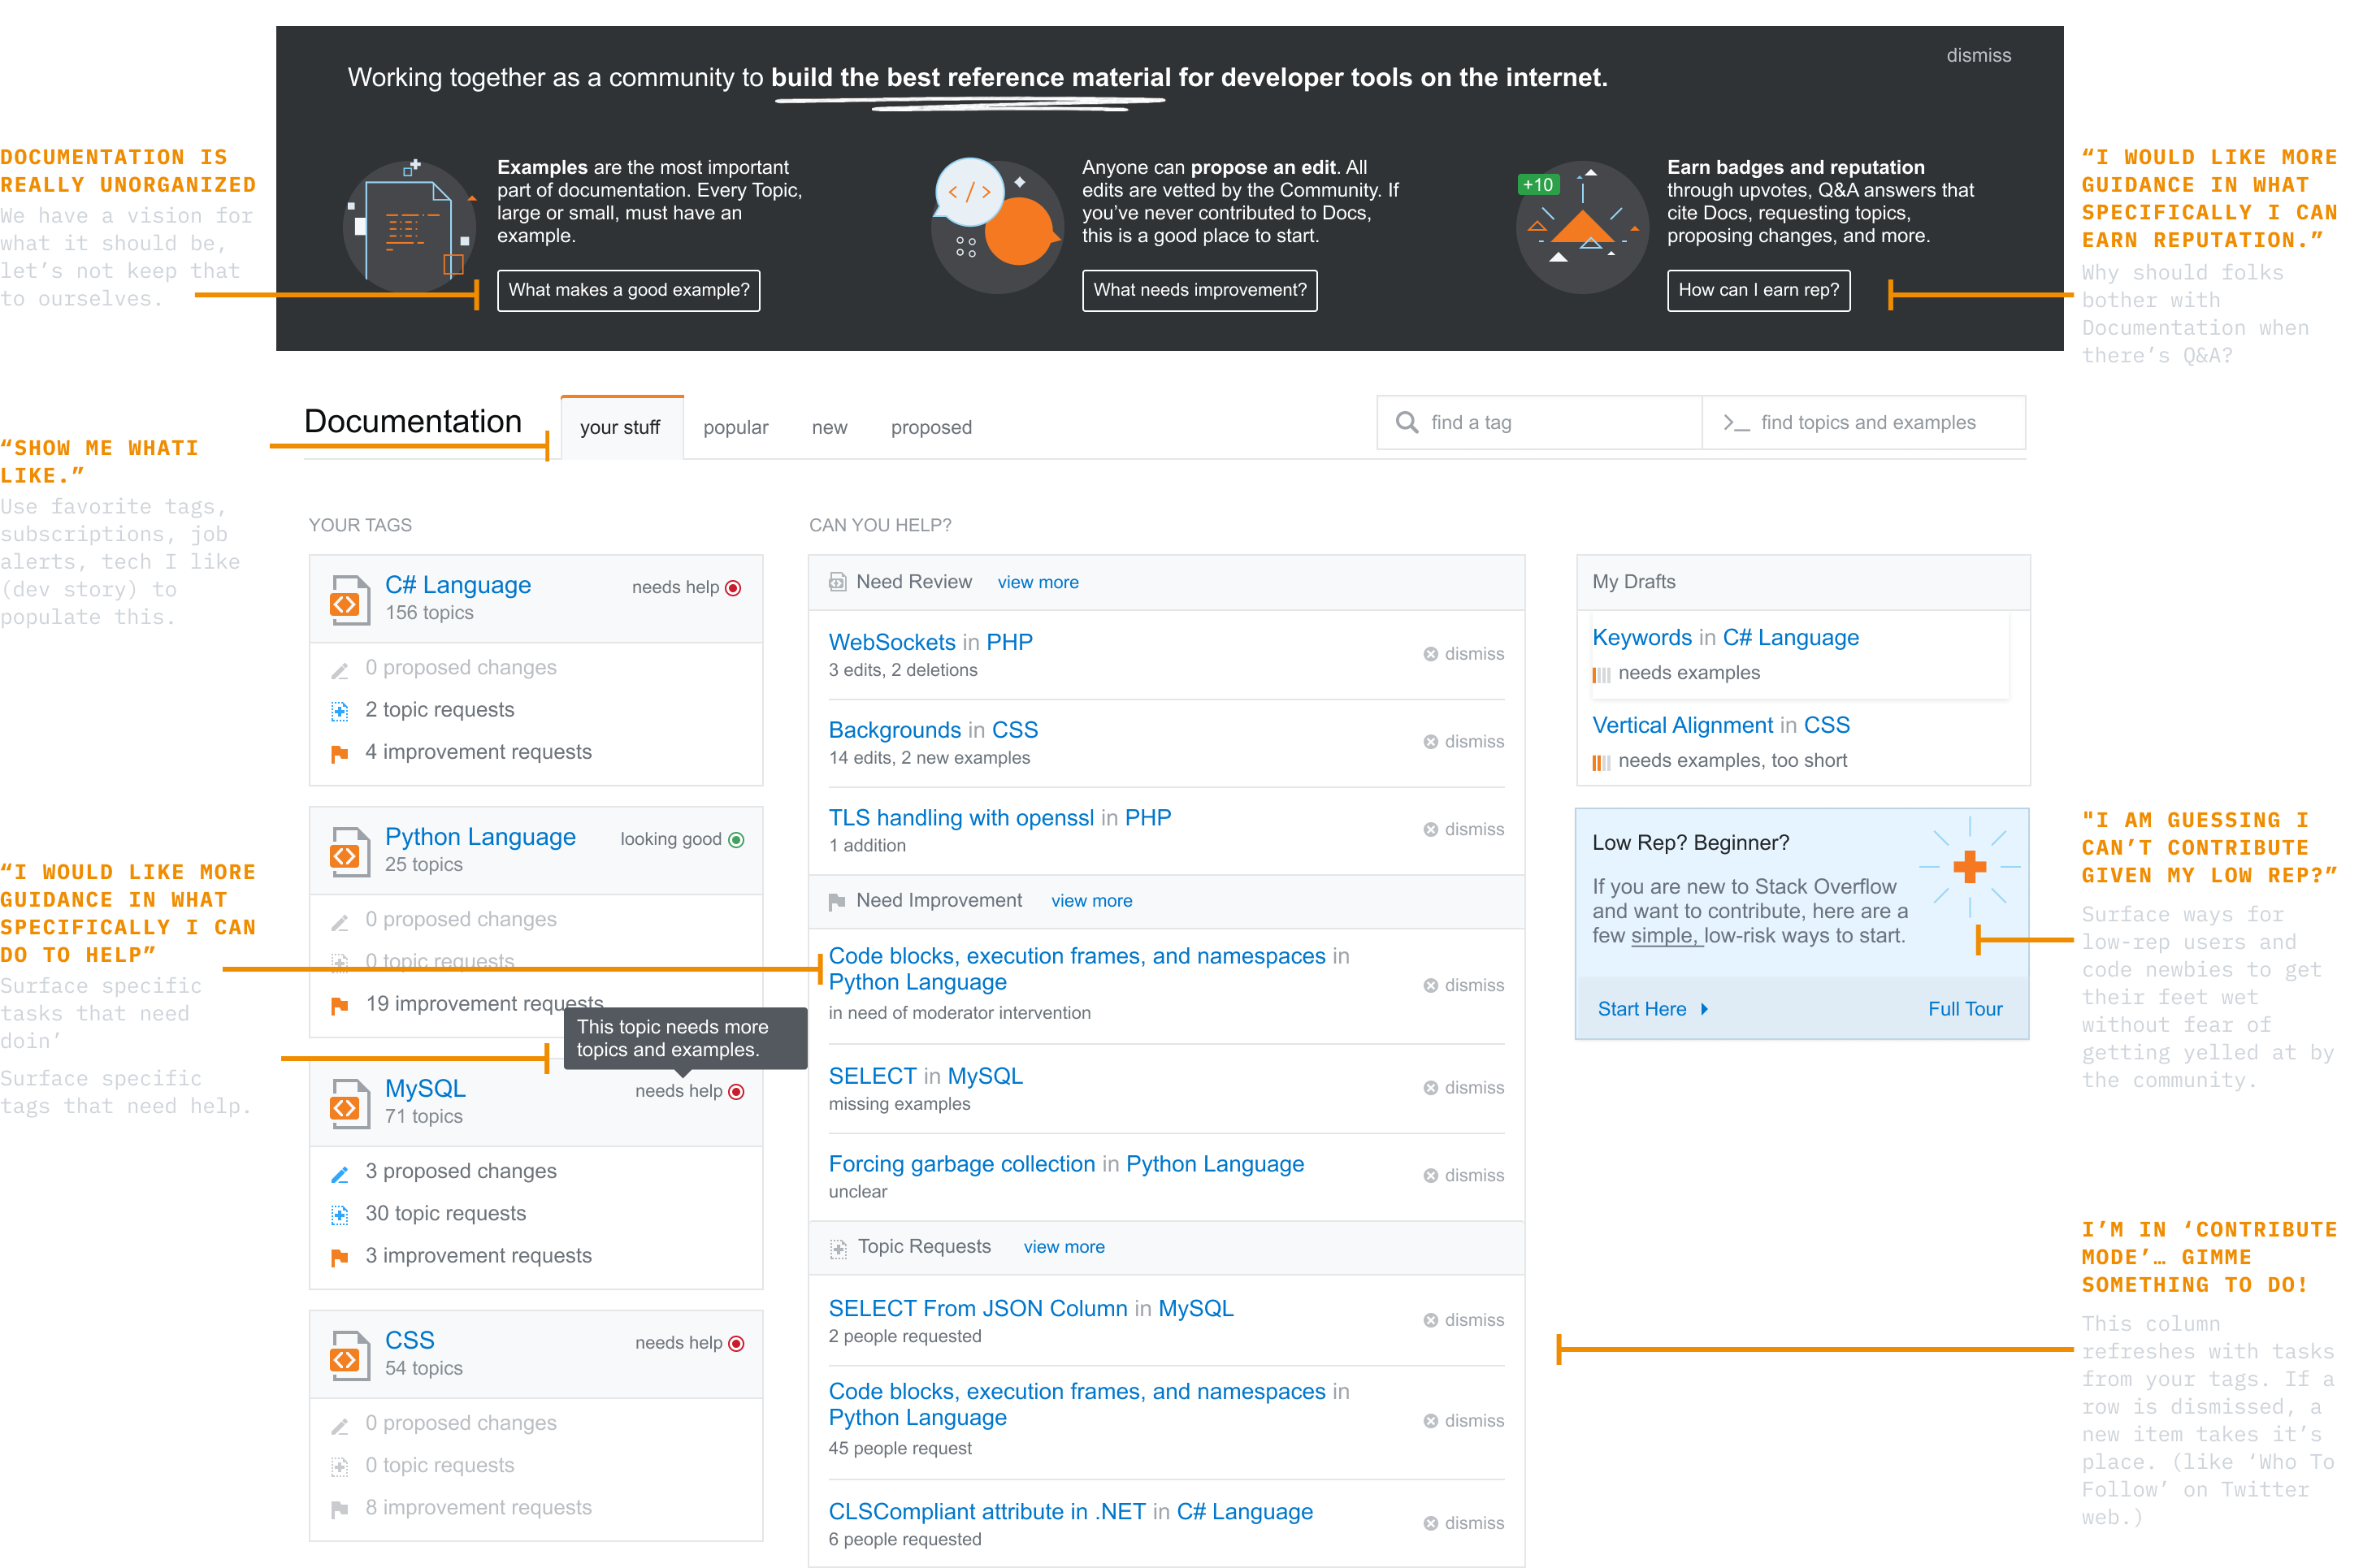 Working together as a community to build the best reference material for developer tools on the internet.
dismiss
Examples are the most important
part of documentation. Every Topic,
large or small, must have an
example.
What makes a good example?
</>
Anyone can propose an edit. All
edits are vetted by the Community. If
you’ve never contributed to Docs,
this is a good place to start.
What needs improvement?
+10
Earn badges and reputation
through upvotes, Q&A answers that
cite Docs, requesting topics,
proposing changes, and more.
How can I earn rep?
DOCUMENTATION IS
REALLY UNORGANIZED
We have a vision for
what it should be,
let’s not keep that
to ourselves.
“I WOULD LIKE MORE
GUIDANCE IN WHAT
SPECIFICALLY I CAN
EARN REPUTATION.”
Why should folks
bother with
Documentation when
there’s Q&A?
Documentation
your stuff
popular
new
proposed
find a tag
find topics and examples
“SHOW ME WHATI
LIKE.”
Use favorite tags,
subscriptions, job
alerts, tech I like
(dev story) to
populate this.
“I WOULD LIKE MORE
GUIDANCE IN WHAT
SPECIFICALLY I CAN
DO TO HELP”
Surface specific
tasks that need
doin’
Surface specific
tags that need help.
YOUR TAGS
C# Language
needs help
156 topics
0 proposed changes
2 topic requests
4 improvement requests
Python Language
looking good
25 topics
0 proposed changes
0 topic requests
19 improvement requests
This topic needs more
topics and examples.
MySQL
needs help
71 topics
3 proposed changes
30 topic requests
3 improvement requests
CSS
needs help
54 topics
0 proposed changes
0 topic requests
8 improvement requests
CAN YOU HELP?
Need Review view more
WebSockets in PHP
3 edits, 2 deletions
dismiss
Backgrounds in CSS
14 edits, 2 new examples
dismiss
TLS handling with openssl in PHP
1 addition
dismiss
Need Improvement view more
Code blocks, execution frames, and namespaces in
Python Language
in need of moderator intervention
dismiss
SELECT in MySQL
missing examples
dismiss
Forcing garbage collection in Python Language
unclear
dismiss
Topic Requests view more
SELECT From JSON Column in MySQL
2 people requested
dismiss
Code blocks, execution frames, and namespaces in
Python Language
45 people request
dismiss
CLSCompliant attribute in .NET in C# Language
6 people requested
dismiss
My Drafts
Keywords in C# Language
needs examples
Vertical Alignment in CSS
needs examples, too short
Low Rep? Beginner?
If you are new to Stack Overflow
and want to contribute, here are a
few simple, low-risk ways to start.
Start Here
Full Tour
"I AM GUESSING I
CAN’T CONTRIBUTE
GIVEN MY LOW REP?”
Surface ways for
low-rep users and
code newbies to get
their feet wet
without fear of
getting yelled at by
the community.
I’M IN ‘CONTRIBUTE
MODE’… GIMME
SOMETHING TO DO!
This column
refreshes with tasks
from your tags. If a
row is dismissed, a
new item takes it’s
place. (like ‘Who To
Follow’ on Twitter
web.)